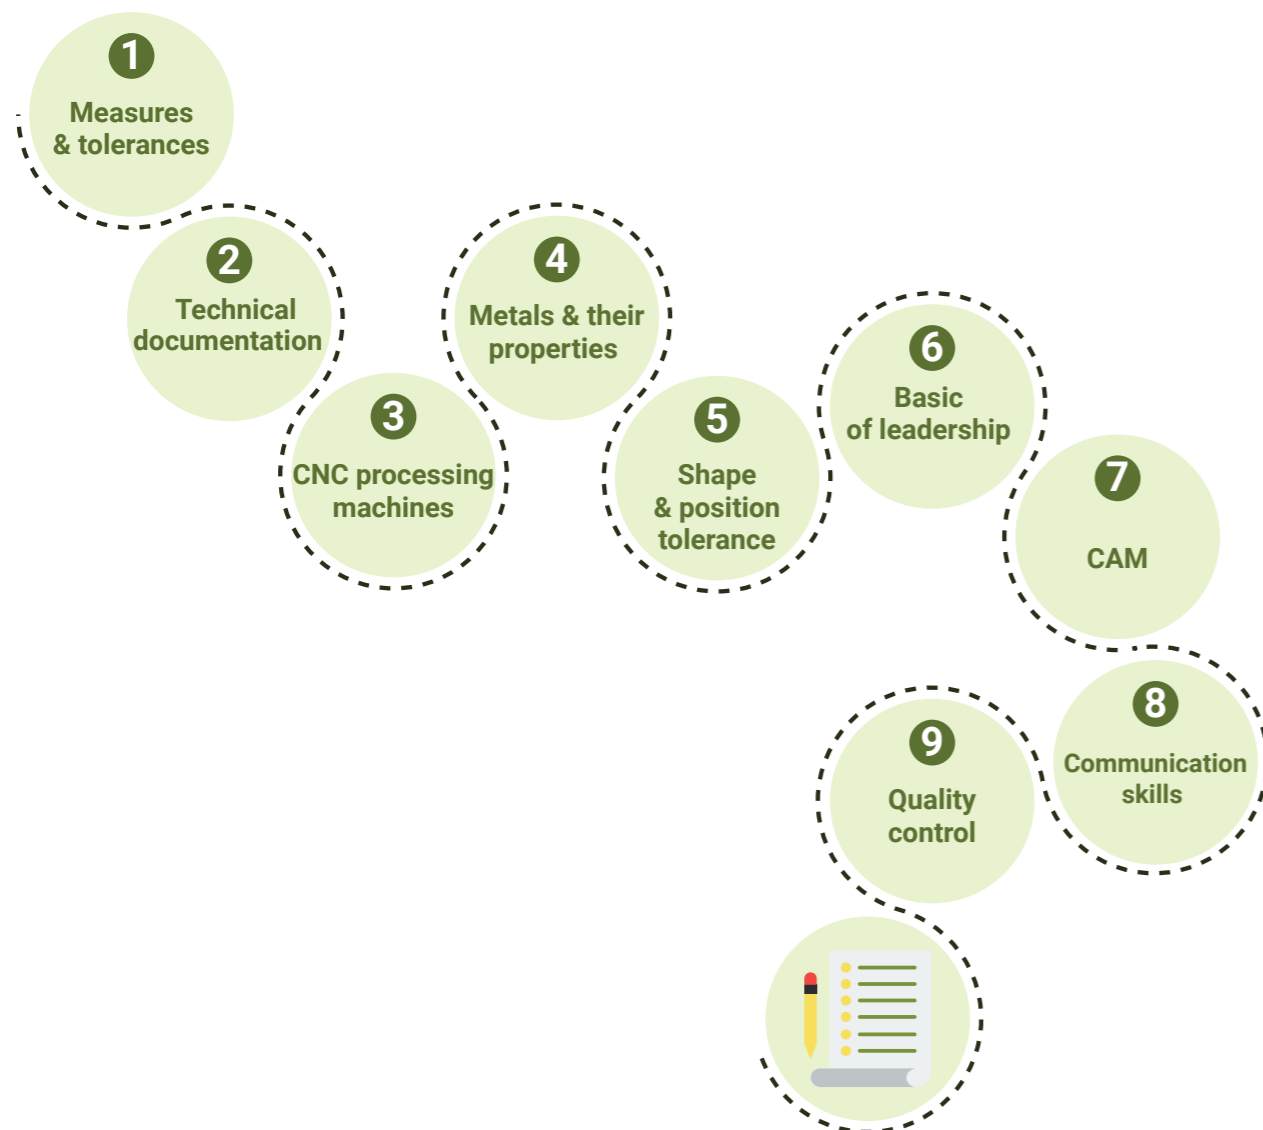 1
Measures
& tolerances
2
Technical
documentation
3
CNC processing
machines
4
Metals & their
properties
5
Shape
& position
tolerance
6
Basic
of leadership
7
CAM
8
Communication
skills
9
Quality
control